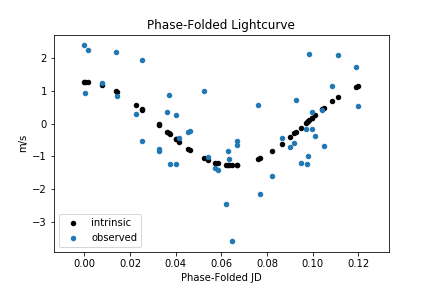 Phase-Folded Lightcurve
m/s
2
1
0
−1
−2
−3
intrinsic
observed
0.00 0.02 0.04 0.06 0.08 0.10 0.12
Phase-Folded JD